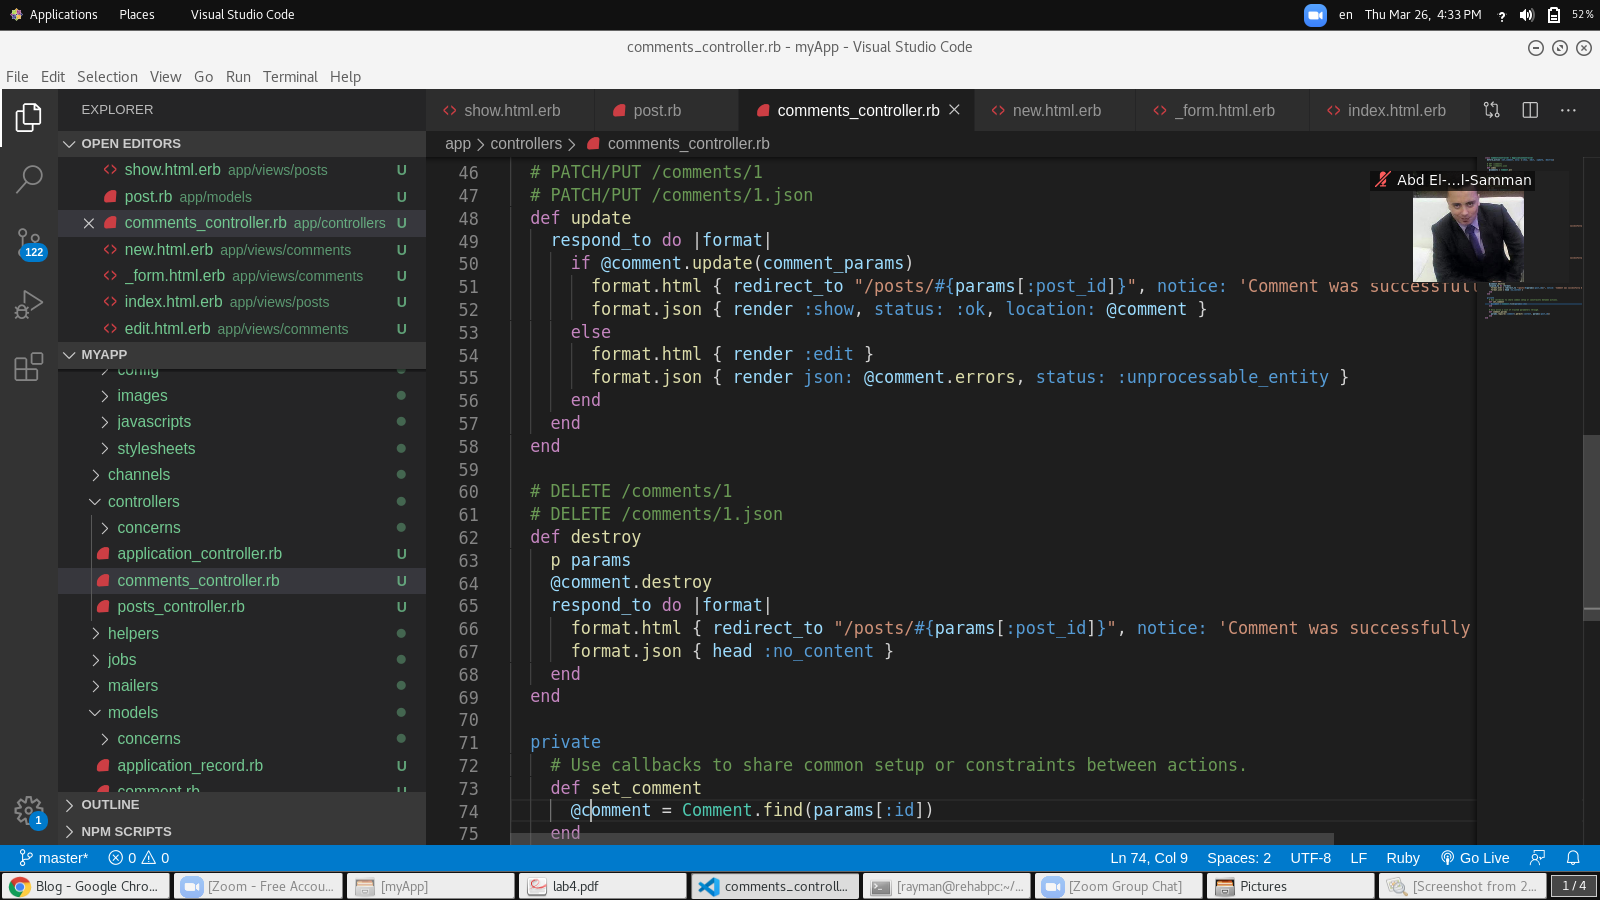 Applications Places Visual Studio Code en Thu Mar 26, 4:33 PM ? 52%
comments_controller.rb - myApp - Visual Studio Code
File Edit Selection View Go Run Terminal Help
EXPLORER
OPEN EDITORS
show.html.erb app/views/posts U
post.rb app/models U
comments_controller.rb app/controllers U
new.html.erb app/views/comments U
_form.html.erb app/views/comments U
index.html.erb app/views/posts U
edit.html.erb app/views/comments U
MYAPP
config
images
javascripts
stylesheets
channels
controllers
concerns
application_controller.rb U
comments_controller.rb U
posts_controller.rb U
helpers
jobs
mailers
models
concerns
application_record.rb U
comment.rb U
OUTLINE
NPM SCRIPTS
122
1
show.html.erb post.rb comments_controller.rb new.html.erb _form.html.erb index.html.erb
app > controllers > comments_controller.rb
Abd El-...l-Samman
46 # PATCH/PUT /comments/1
47 # PATCH/PUT /comments/1.json
48 def update
49 respond_to do |format|
50 if @comment.update(comment_params)
51 format.html { redirect_to "/posts/#{params[:post_id]}", notice: 'Comment was successfull
52 format.json { render :show, status: :ok, location: @comment }
53 else
54 format.html { render :edit }
55 format.json { render json: @comment.errors, status: :unprocessable_entity }
56 end
57 end
58 end
59
60 # DELETE /comments/1
61 # DELETE /comments/1.json
62 def destroy
63 p params
64 @comment.destroy
65 respond_to do |format|
66 format.html { redirect_to "/posts/#{params[:post_id]}", notice: 'Comment was successfully
67 format.json { head :no_content }
68 end
69 end
70
71 private
72 # Use callbacks to share common setup or constraints between actions.
73 def set_comment
74 @comment = Comment.find(params[:id])
75 end
master* 0 0 Ln 74, Col 9 Spaces: 2 UTF-8 LF Ruby Go Live
Blog - Google Chro... [Zoom - Free Accou... [myApp] lab4.pdf comments_controll... [rayman@rehabpc:~/... [Zoom Group Chat] Pictures [Screenshot from 2... 1 / 4